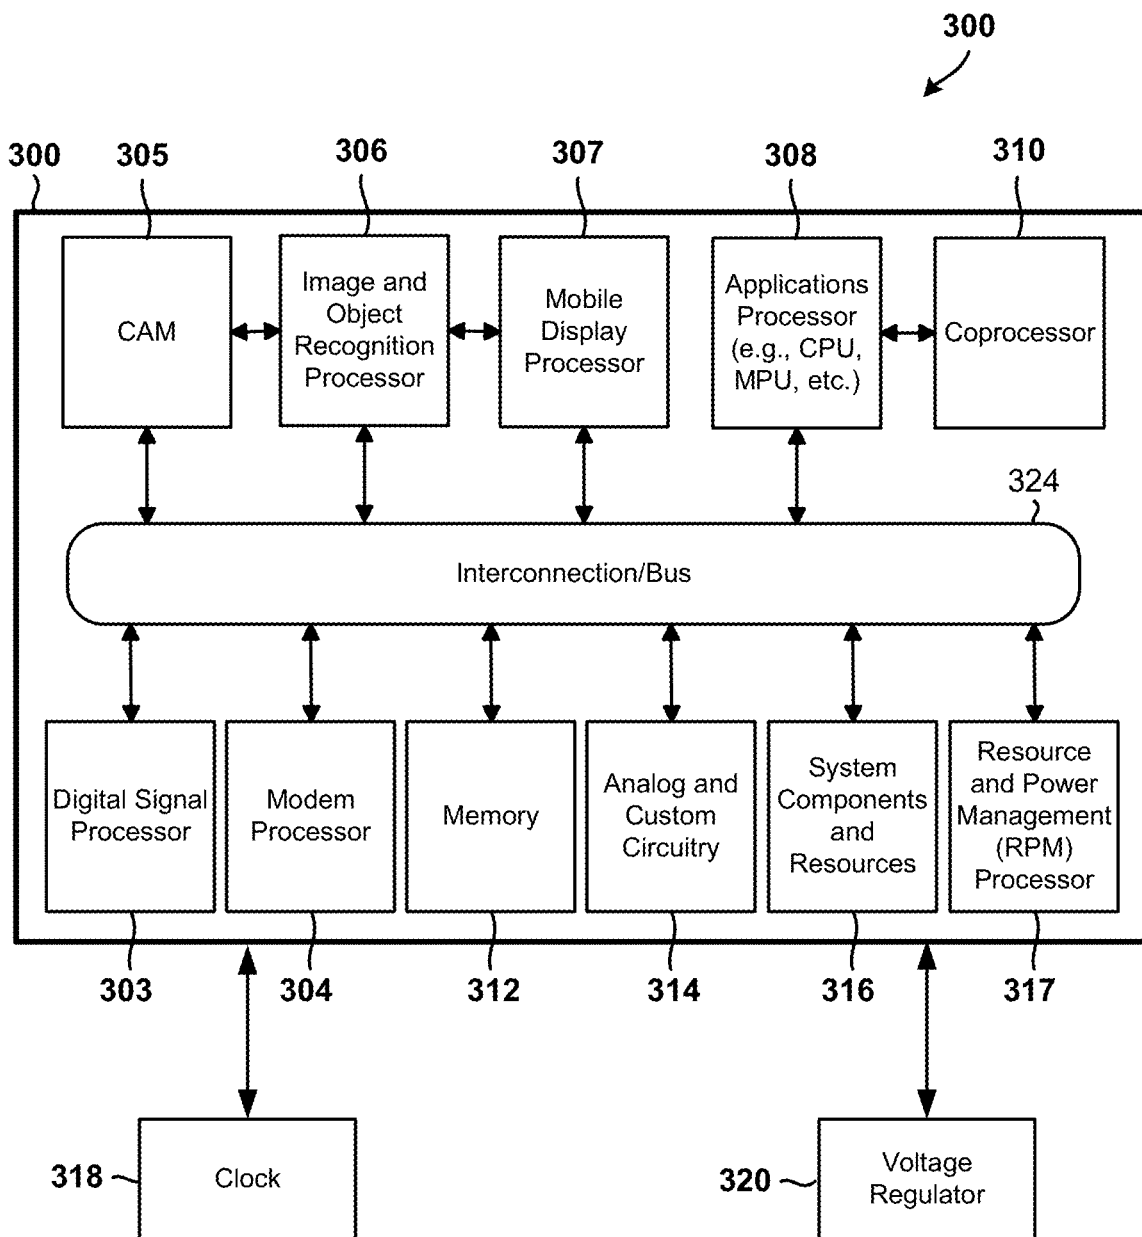 300
300
305
306
307
308
310
CAM
Image and
Object
Recognition
Processor
Mobile
Display
Processor
Applications
Processor
(e.g., CPU,
MPU, etc.)
Coprocessor
324
Interconnection/Bus
Digital Signal
Processor
Modem
Processor
Memory
Analog and
Custom
Circuitry
System
Components
and
Resources
Resource
and Power
Management
(RPM)
Processor
303
304
312
314
316
317
318
Clock
320
Voltage
Regulator